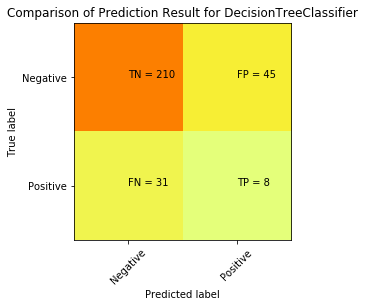 Comparison of Prediction Result for DecisionTreeClassifier
True label
Negative
TN = 210
FP = 45
Positive
FN = 31
TP = 8
Negative
Positive
Predicted label